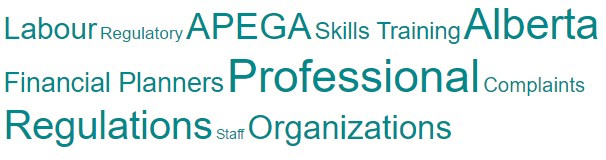 Labour Regulatory APEGA Skills Training Alberta
Financial Planners Professional Complaints
Regulations Staff Organizations